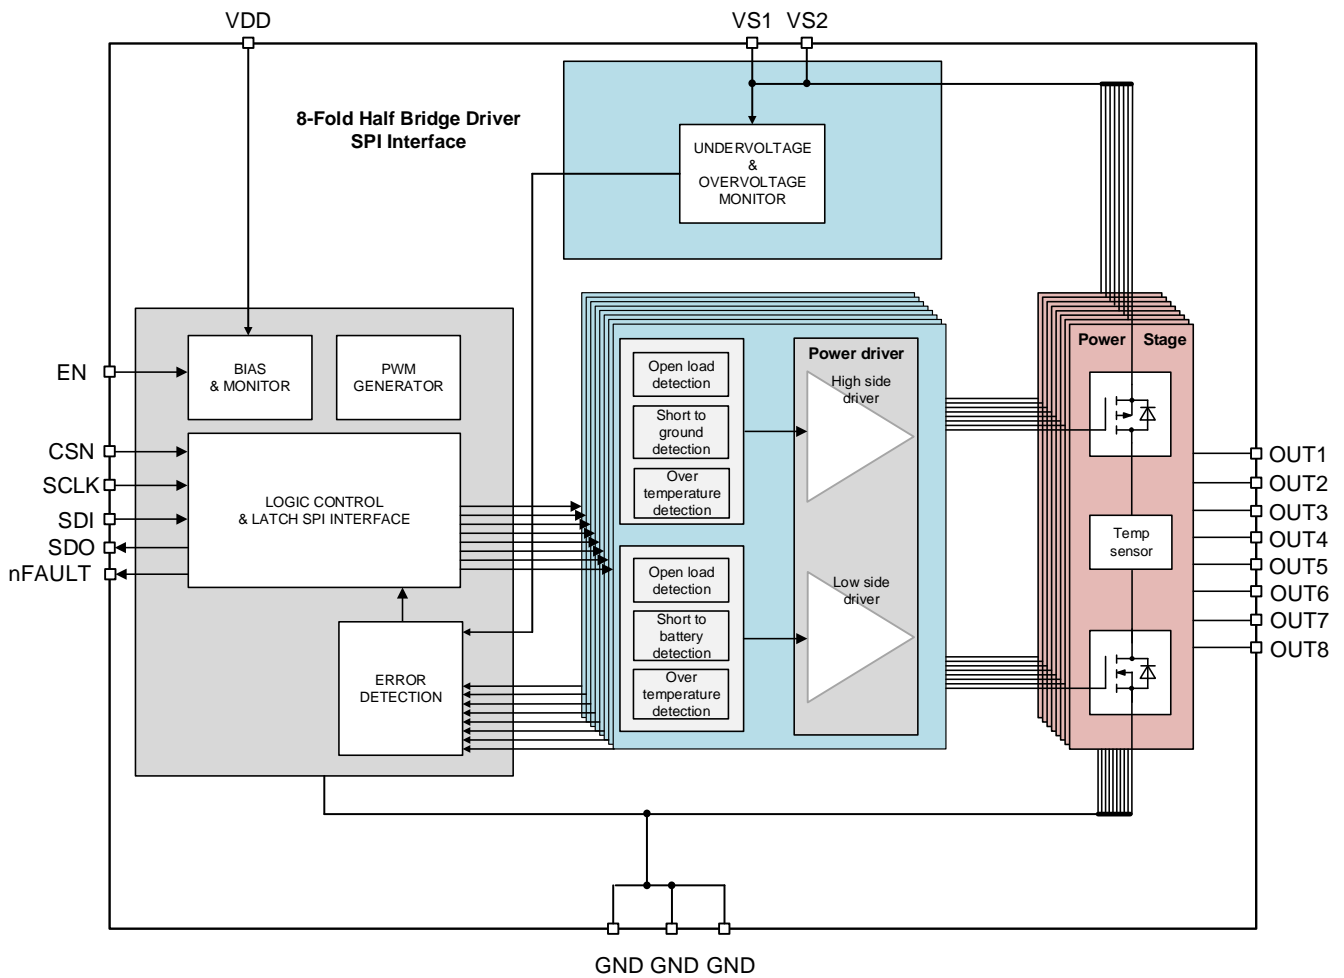 VDD
VS1
VS2
8-Fold Half Bridge Driver
SPI Interface
UNDERVOLTAGE
&
OVERVOLTAGE
MONITOR
EN
CSN
SCLK
SDI
SDO
nFAULT
BIAS
& MONITOR
PWM
GENERATOR
LOGIC CONTROL
& LATCH SPI INTERFACE
ERROR
DETECTION
Open load
detection
Short to
ground
detection
Over
temperature
detection
Open load
detection
Short to
battery
detection
Over
temperature
detection
Power driver
High side
driver
Low side
driver
Power Stage
Temp
sensor
OUT1
OUT2
OUT3
OUT4
OUT5
OUT6
OUT7
OUT8
GND GND GND